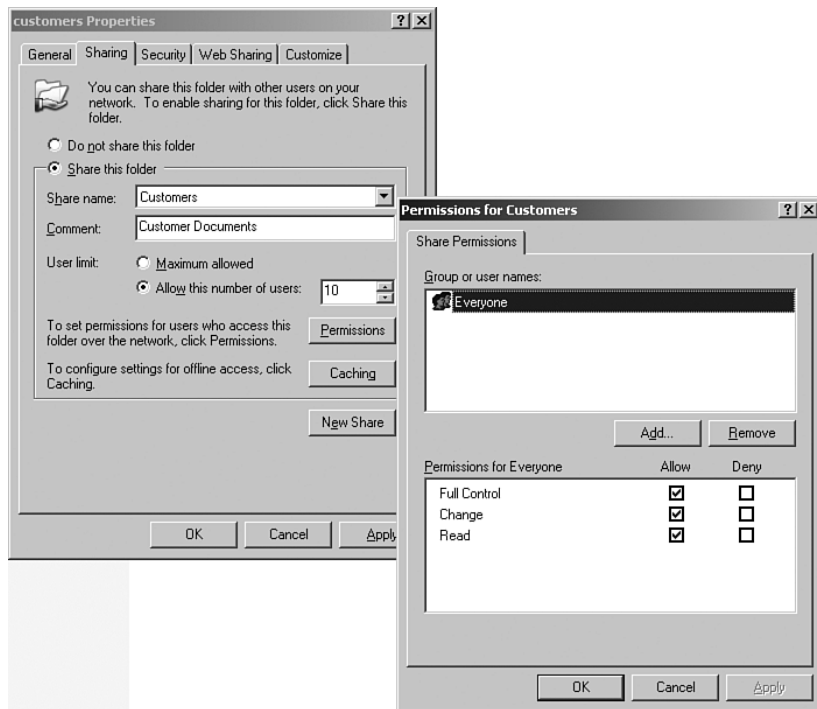 customers Properties
General Sharing Security Web Sharing Customize
You can share this folder with other users on your
network. To enable sharing for this folder, click Share this
folder.
Do not share this folder
Share this folder
Share name: Customers
Comment: Customer Documents
User limit: Maximum allowed
Allow this number of users: 10
To set permissions for users who access this
folder over the network, click Permissions.
Permissions
To configure settings for offline access, click
Caching.
Caching
New Share
OK Cancel Apply
Permissions for Customers
Share Permissions
Group or user names:
Everyone
Add... Remove
Permissions for Everyone Allow Deny
Full Control
Change
Read
OK Cancel Apply